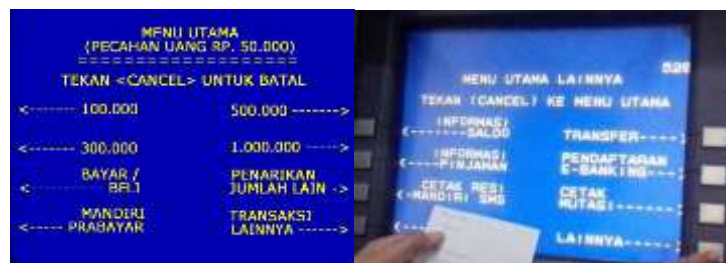 MENU UTAMA
(PECAHAN UANG RP. 50.000)
====================
TEKAN <CANCEL> UNTUK BATAL
<------- 100.000
500.000 ------->
<------- 300.000
1.000.000 ----->
BAYAR /
<------- BELI
PENARIKAN
JUMLAH LAIN ->
MANDIRI
<----- PRABAYAR
TRANSAKSI
LAINNYA ------>
MENU UTAMA LAINNYA
TEKAN (CANCEL) KE MENU UTAMA
INFORMASI
<-------SALDO
TRANSFER----
INFORMASI
<----PINJAMAN
PENDAFTARAN
E-BANKING---
CETAK RESI
<-MANDIRI SMS
CETAK
MUTASI------
LAINNYA-----